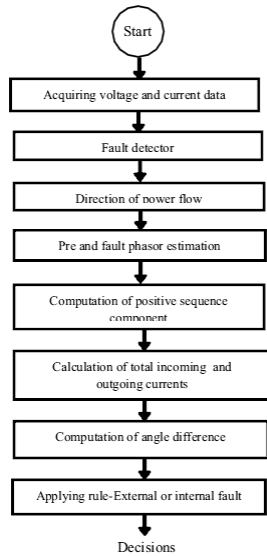 Start
Acquiring voltage and current data
Fault detector
Direction of power flow
Pre and fault phasor estimation
Computation of positive sequence
component
Calculation of total incoming and
outgoing currents
Computation of angle difference
Applying rule-External or internal fault
Decisions